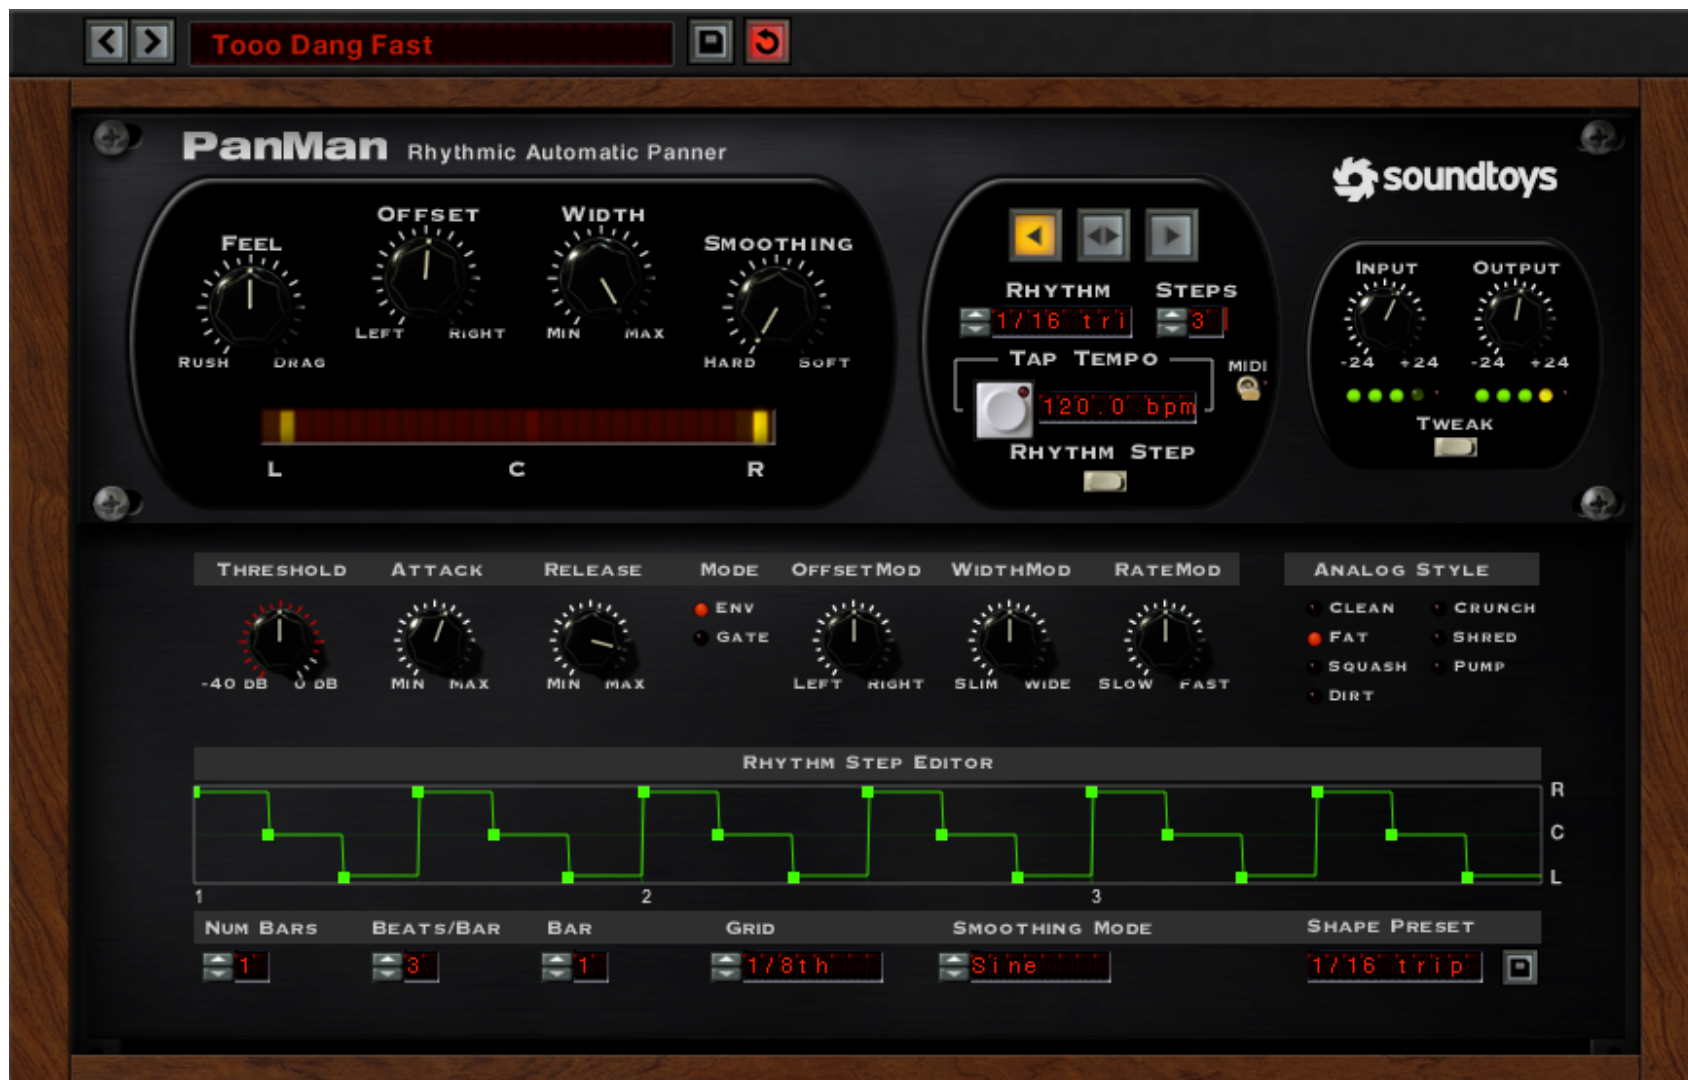 Tooo Dang Fast
PanMan Rhythmic Automatic Panner
soundtoys
FEEL OFFSET WIDTH SMOOTHING
RUSH DRAG LEFT RIGHT MIN MAX HARD SOFT
L C R
RHYTHM STEPS
1/16 tri 3
TAP TEMPO
120.0 bpm
MIDI
RHYTHM STEP
INPUT OUTPUT
-24 +24 -24 +24
TWEAK
THRESHOLD ATTACK RELEASE MODE OFFSETMOD WIDTHMOD RATEMOD
ENV
GATE
-40 DB 0 DB MIN MAX MIN MAX LEFT RIGHT SLIM WIDE SLOW FAST
ANALOG STYLE
CLEAN CRUNCH
FAT SHRED
SQUASH PUMP
DIRT
RHYTHM STEP EDITOR
R
C
L
1 2 3
NUM BARS BEATS/BAR BAR GRID SMOOTHING MODE SHAPE PRESET
1 3 1 1/8th Sine 1/16 trip